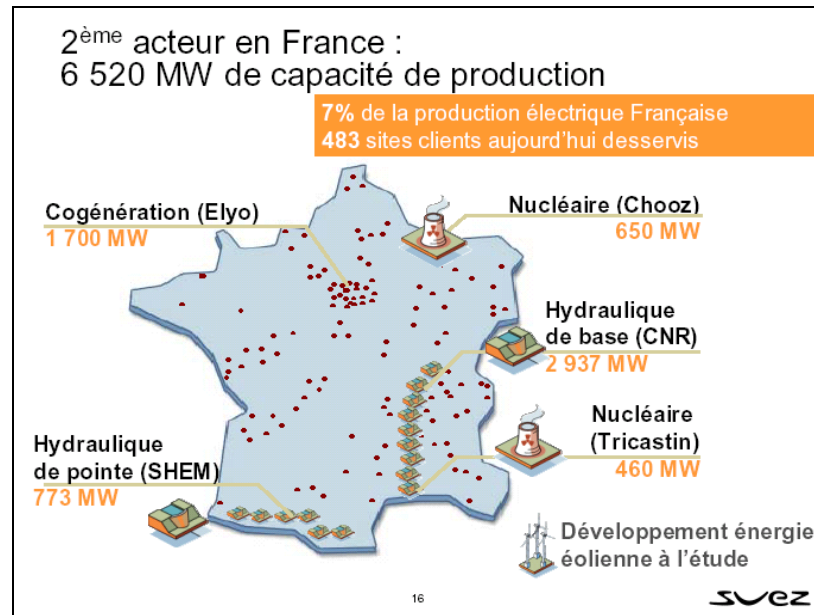 2ème acteur en France :
6 520 MW de capacité de production
7% de la production électrique Française
483 sites clients aujourd'hui desservis
Cogénération (Elyo)
1 700 MW
Nucléaire (Chooz)
650 MW
Hydraulique
de base (CNR)
2 937 MW
Nucléaire
(Tricastin)
460 MW
Hydraulique
de pointe (SHEM)
773 MW
Développement énergie
éolienne à l'étude
16
suez